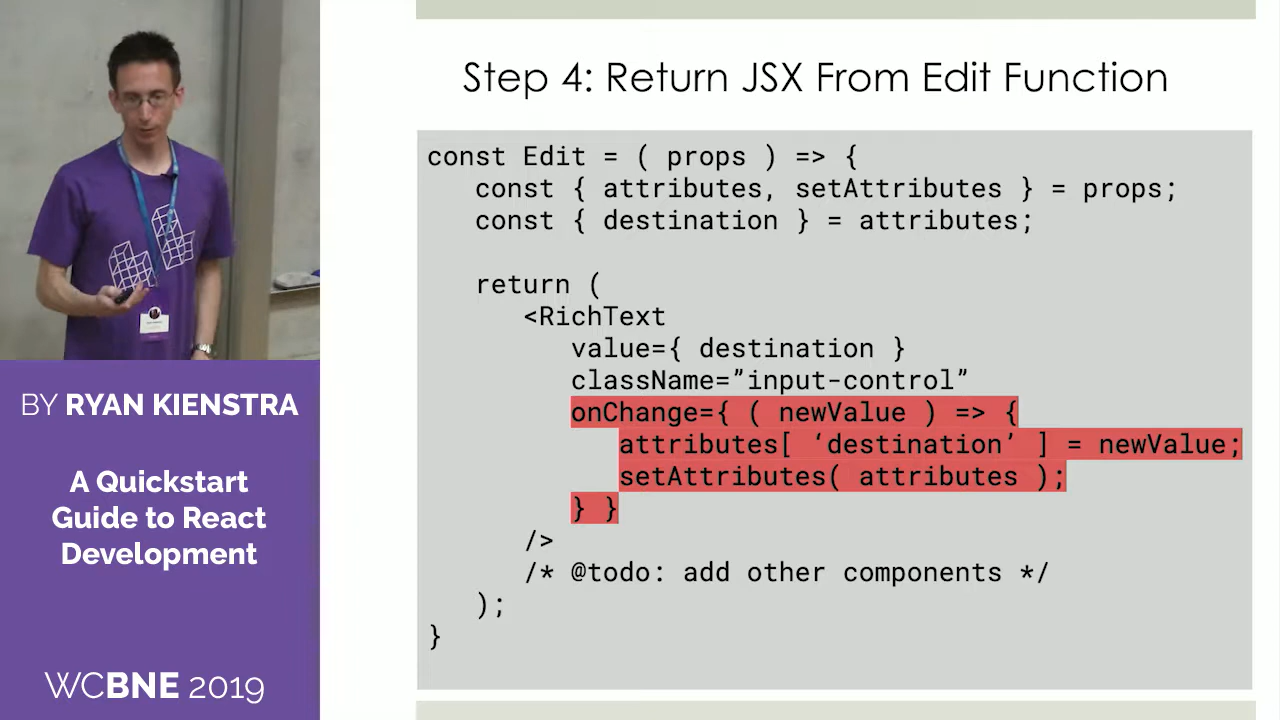 BY RYAN KIENSTRA
A Quickstart
Guide to React
Development
WCBNE 2019
Step 4: Return JSX From Edit Function
const Edit = ( props ) => {
   const { attributes, setAttributes } = props;
   const { destination } = attributes;

   return (
      <RichText
         value={ destination }
         className=”input-control”
         onChange={ ( newValue ) => {
            attributes[ ‘destination’ ] = newValue;
            setAttributes( attributes );
         } }
      />
      /* @todo: add other components */
   );
}